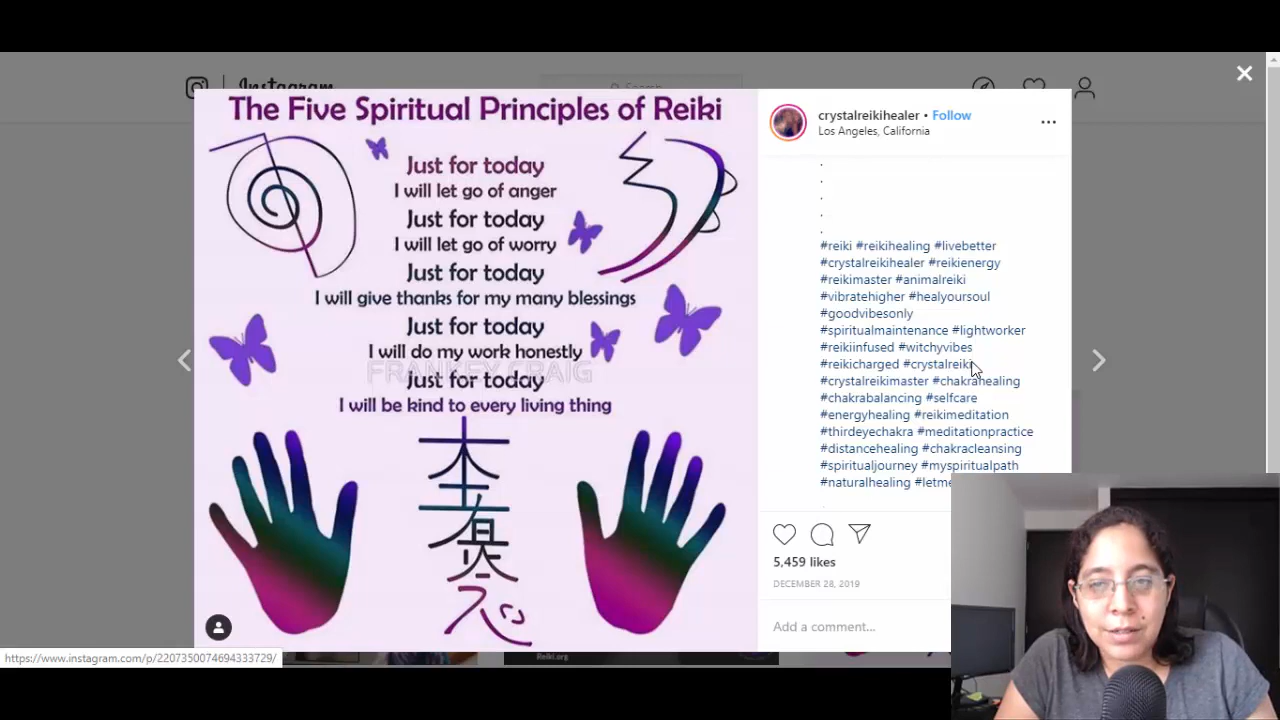 Instagram
Search
The Five Spiritual Principles of Reiki
Just for today
I will let go of anger
Just for today
I will let go of worry
Just for today
I will give thanks for my many blessings
Just for today
I will do my work honestly
FRANKEY CRAIG
Just for today
I will be kind to every living thing
crystalreikihealer • Follow
Los Angeles, California
.
.
.
.
.
#reiki #reikihealing #livebetter
#crystalreikihealer #reikienergy
#reikimaster #animalreiki
#vibratehigher #healyoursoul
#goodvibesonly
#spiritualmaintenance #lightworker
#reikiinfused #witchyvibes
#reikicharged #crystalreiki
#crystalreikimaster #chakrahealing
#chakrabalancing #selfcare
#energyhealing #reikimeditation
#thirdeyechakra #meditationpractice
#distancehealing #chakracleansing
#spiritualjourney #myspiritualpath
#naturalhealing #letme
5,459 likes
DECEMBER 28, 2019
Add a comment...
https://www.instagram.com/p/2207350074694333729/
Reiki.org